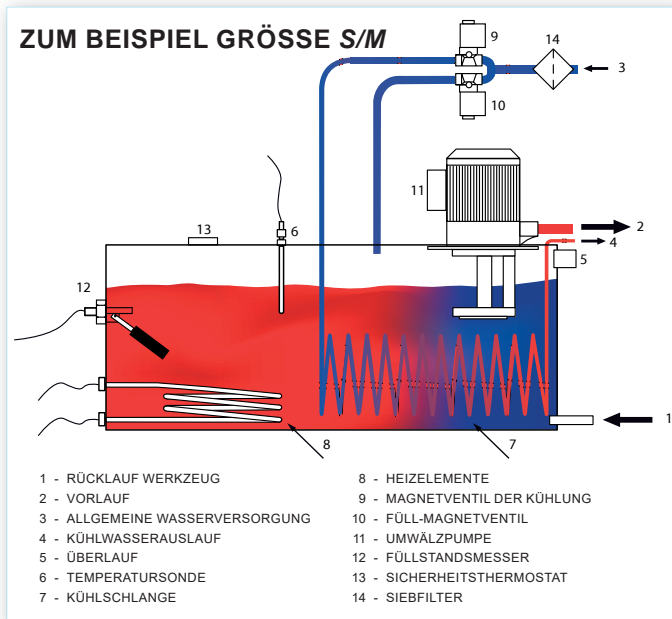 ZUM BEISPIEL GRÖSSE S/M
9
14
3
10
11
2
13
6
4
5
12
1
8
7
1 - RÜCKLAUF WERKZEUG
2 - VORLAUF
3 - ALLGEMEINE WASSERVERSORGUNG
4 - KÜHLWASSERAUSLAUF
5 - ÜBERLAUF
6 - TEMPERATURSONDE
7 - KÜHLSCHLANGE
8 - HEIZELEMENTE
9 - MAGNETVENTIL DER KÜHLUNG
10 - FÜLL-MAGNETVENTIL
11 - UMWÄLZPUMPE
12 - FÜLLSTANDSMESSER
13 - SICHERHEITSTHERMOSTAT
14 - SIEBFILTER